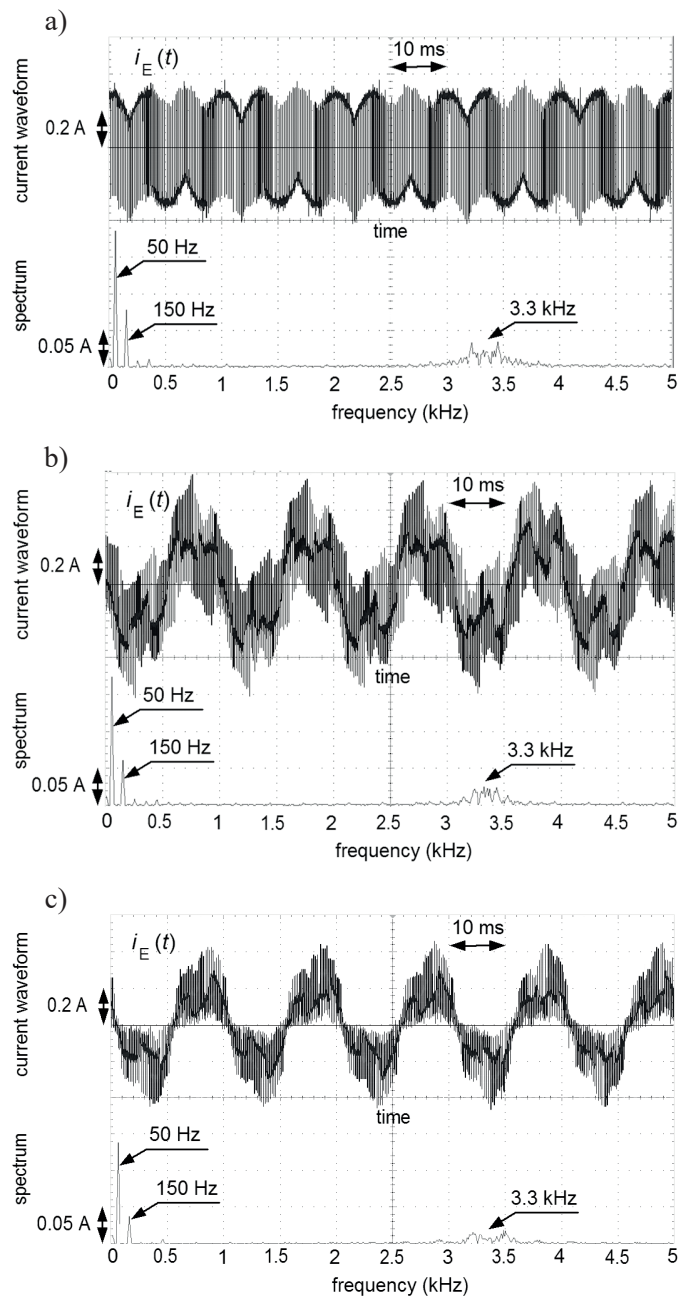 a)
i_E (t)
10 ms
current waveform
0.2 A
time
50 Hz
spectrum
150 Hz
3.3 kHz
0.05 A
0 0.5 1 1.5 2 2.5 3 3.5 4 4.5 5
frequency (kHz)
b)
i_E (t)
10 ms
current waveform
0.2 A
time
50 Hz
spectrum
150 Hz
3.3 kHz
0.05 A
0 0.5 1 1.5 2 2.5 3 3.5 4 4.5 5
frequency (kHz)
c)
i_E (t)
10 ms
current waveform
0.2 A
time
50 Hz
spectrum
150 Hz
3.3 kHz
0.05 A
0 0.5 1 1.5 2 2.5 3 3.5 4 4.5 5
frequency (kHz)